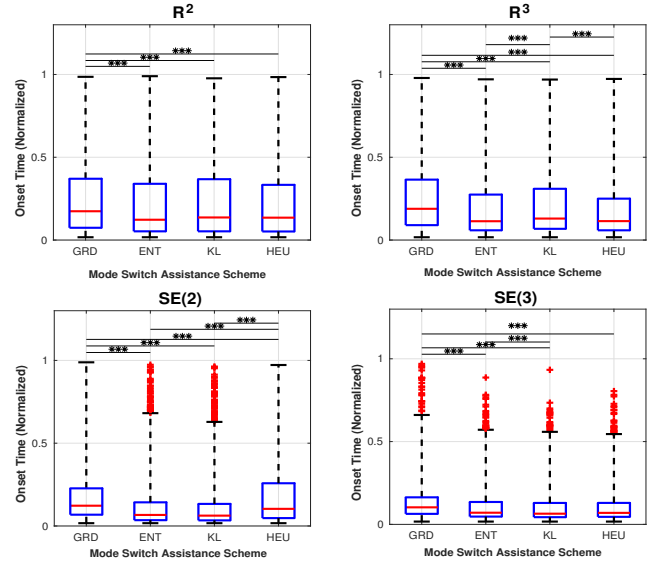 R²
***
***
***
1
0.5
0
Onset Time (Normalized)
GRD ENT KL HEU
Mode Switch Assistance Scheme
R³
***
***
***
***
***
1
0.5
0
Onset Time (Normalized)
GRD ENT KL HEU
Mode Switch Assistance Scheme
SE(2)
***
***
***
***
***
1
0.5
0
Onset Time (Normalized)
GRD ENT KL HEU
Mode Switch Assistance Scheme
SE(3)
***
***
***
***
1
0.5
0
Onset Time (Normalized)
GRD ENT KL HEU
Mode Switch Assistance Scheme